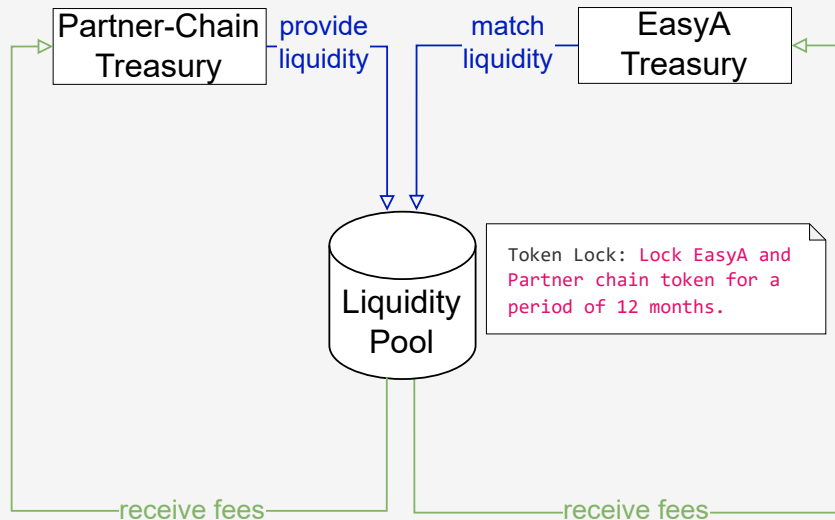 Partner-Chain
Treasury
provide
liquidity
match
liquidity
EasyA
Treasury
Liquidity
Pool
Token Lock: Lock EasyA and
Partner chain token for a
period of 12 months.
receive fees
receive fees